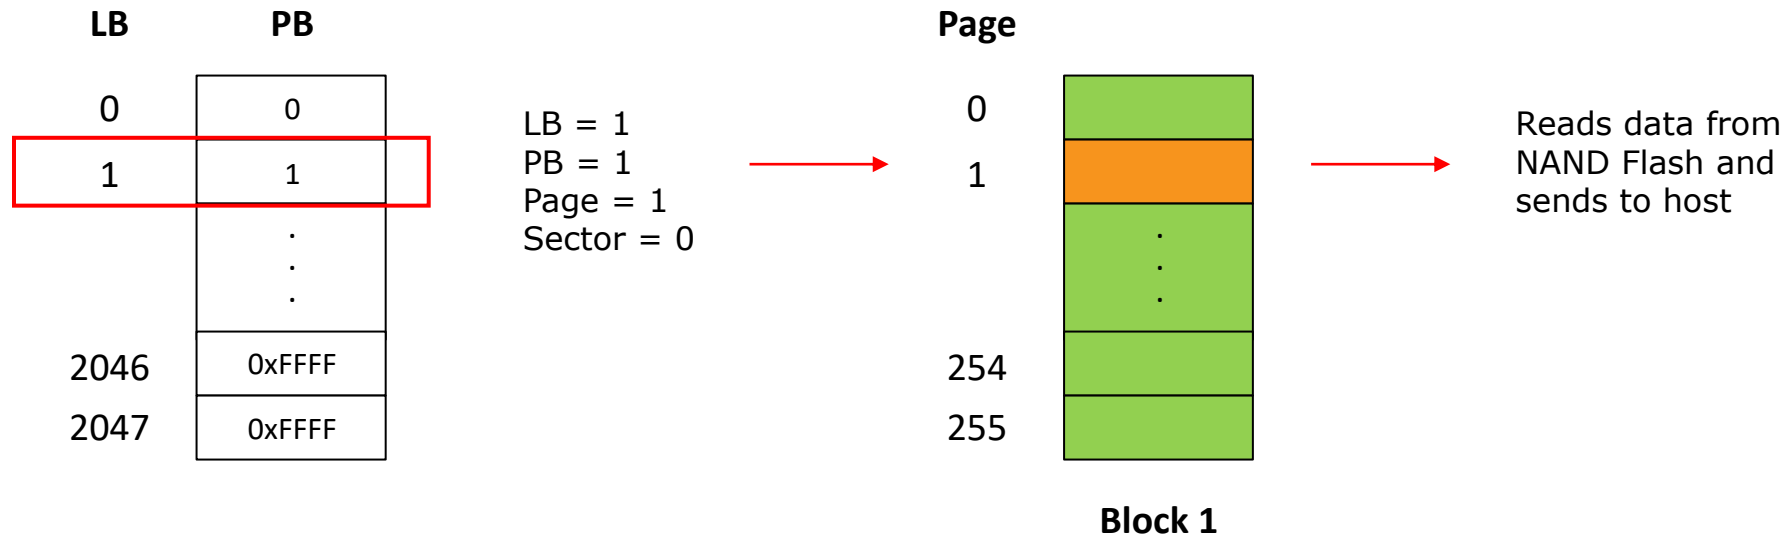 LB PB
0 0
1 1
.
.
.
2046 0xFFFF
2047 0xFFFF
LB = 1
PB = 1
Page = 1
Sector = 0
Page
0
1
.
.
.
254
255
Block 1
Reads data from
NAND Flash and
sends to host